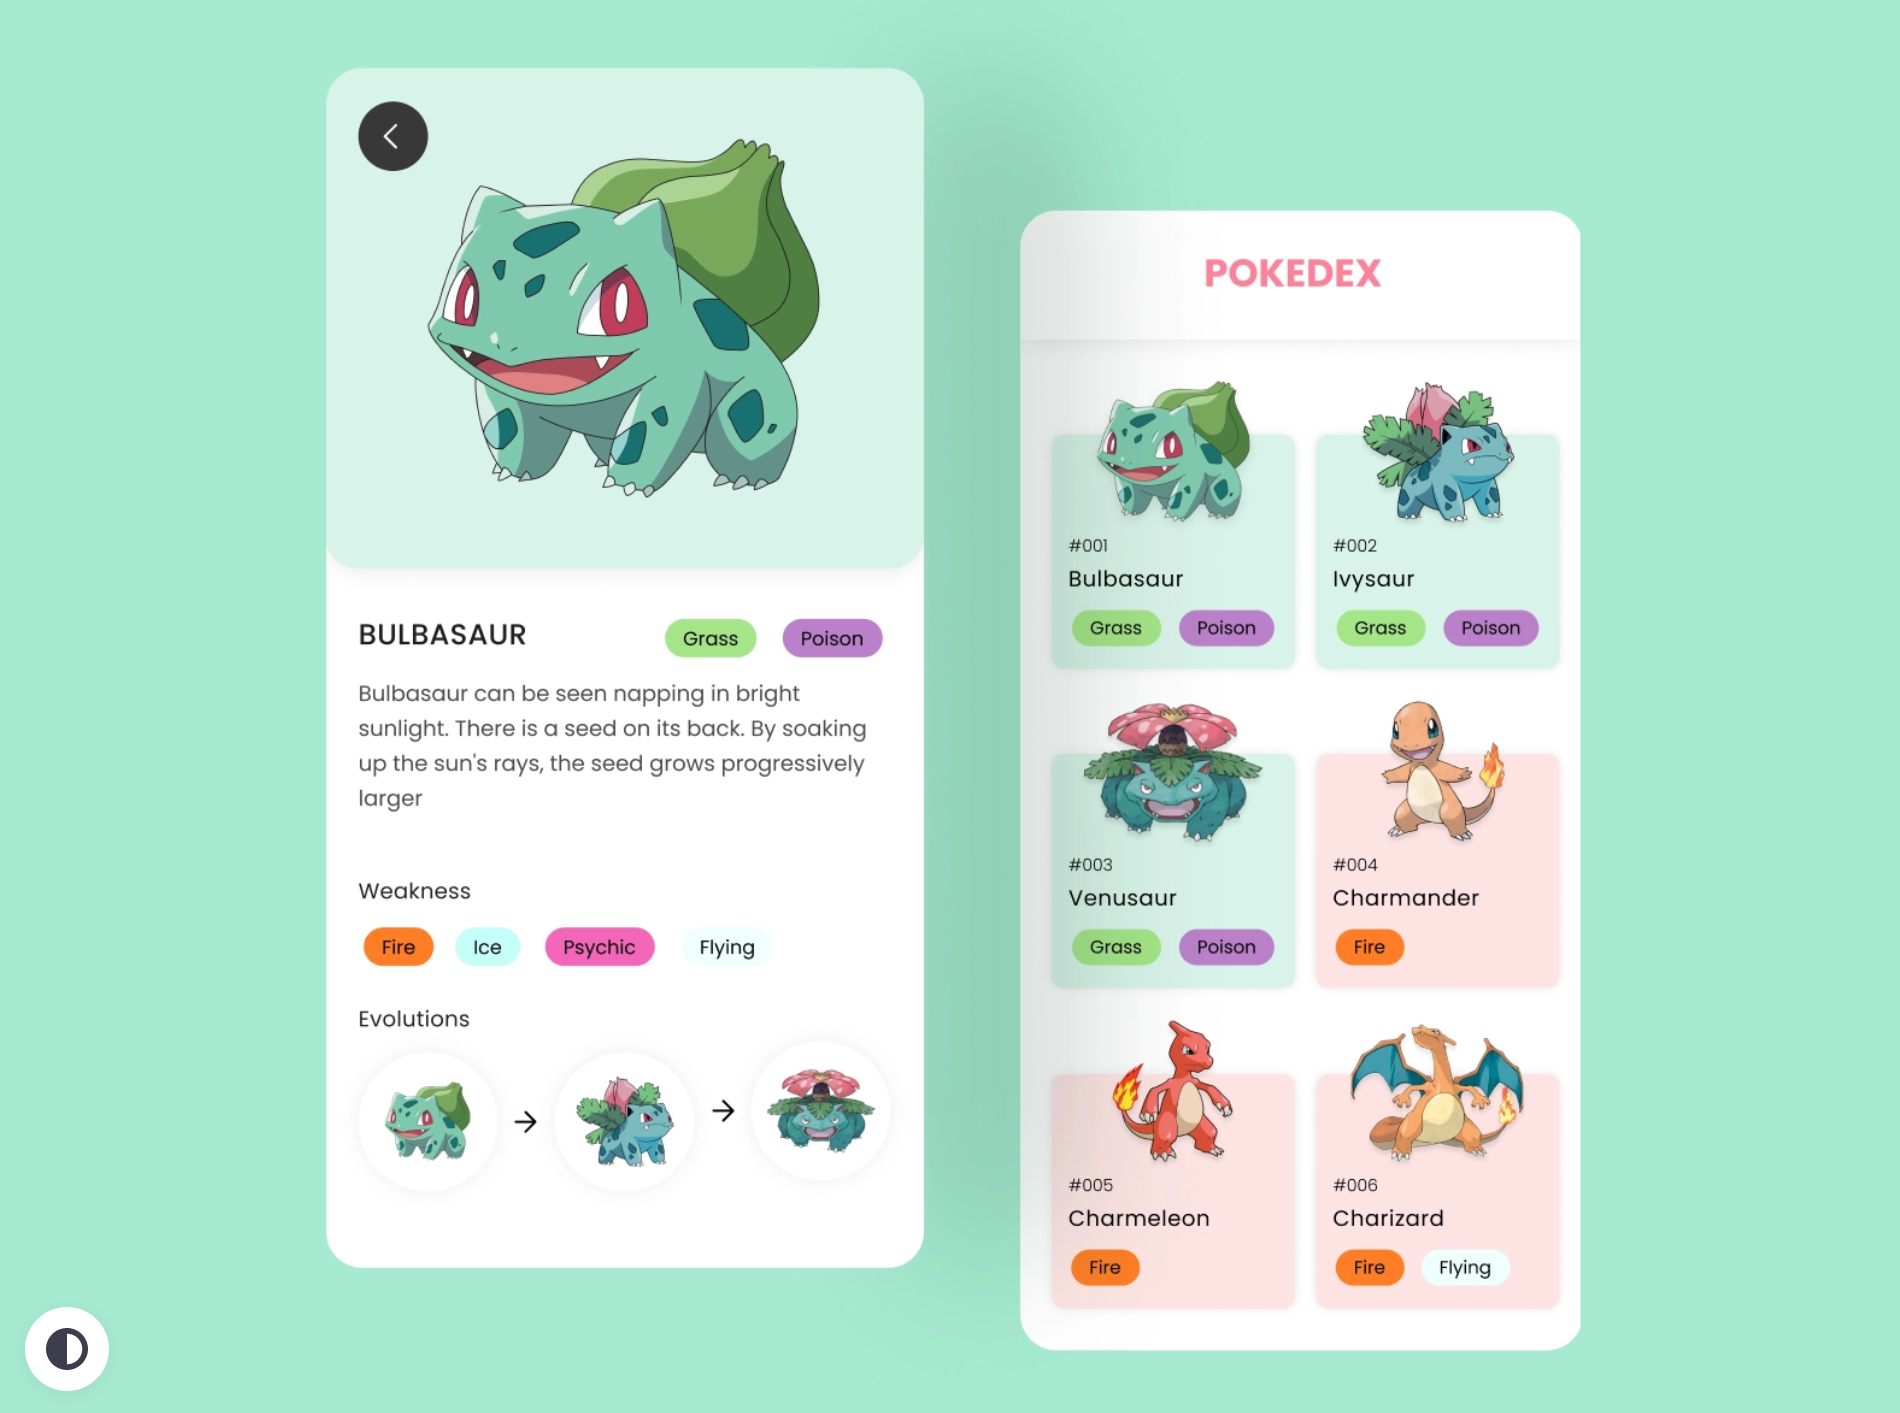 BULBASAUR
Grass
Poison
Bulbasaur can be seen napping in bright
sunlight. There is a seed on its back. By soaking
up the sun's rays, the seed grows progressively
larger
Weakness
Fire
Ice
Psychic
Flying
Evolutions
POKEDEX
#001
Bulbasaur
Grass
Poison
#002
Ivysaur
Grass
Poison
#003
Venusaur
Grass
Poison
#004
Charmander
Fire
#005
Charmeleon
Fire
#006
Charizard
Fire
Flying